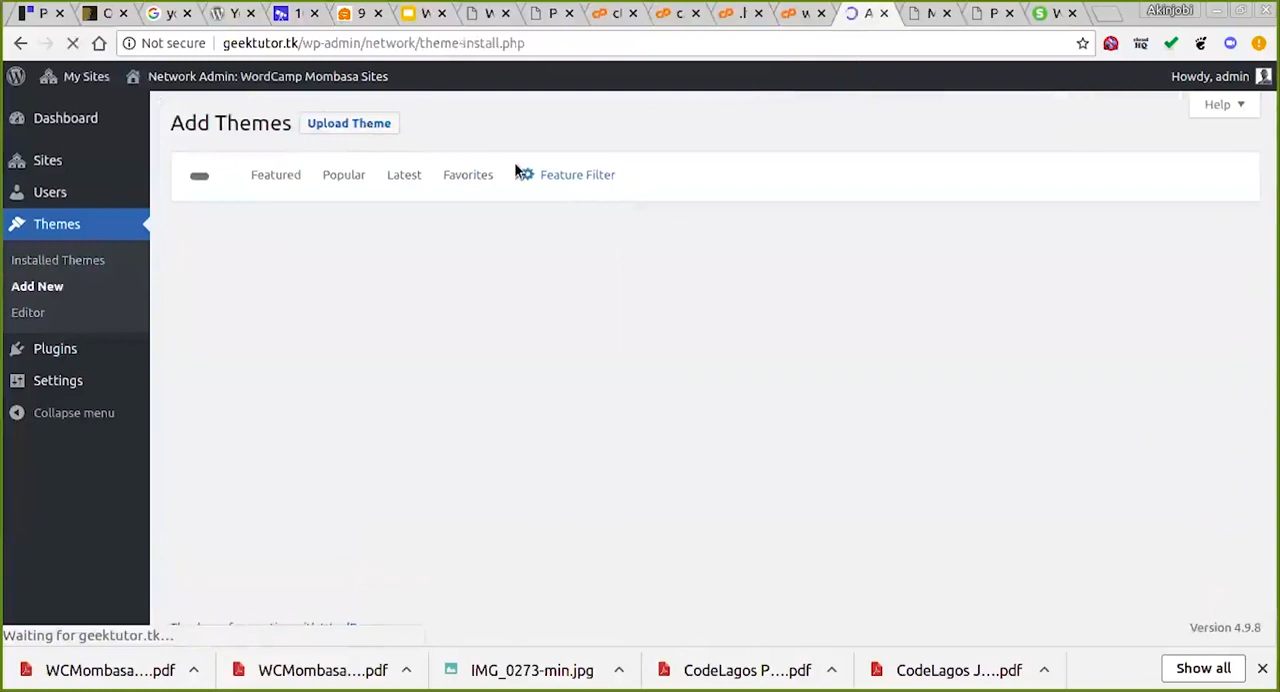 Akinjobi
Not secure geektutor.tk/wp-admin/network/theme-install.php
My Sites Network Admin: WordCamp Mombasa Sites Howdy, admin
Help ▼
Dashboard
Add Themes Upload Theme
Sites
Featured Popular Latest Favorites Feature Filter
Users
Themes
Installed Themes
Add New
Editor
Plugins
Settings
Collapse menu
Version 4.9.8
Waiting for geektutor.tk...
WCMombasa....pdf WCMombasa....pdf IMG_0273-min.jpg CodeLagos P....pdf CodeLagos J....pdf Show all